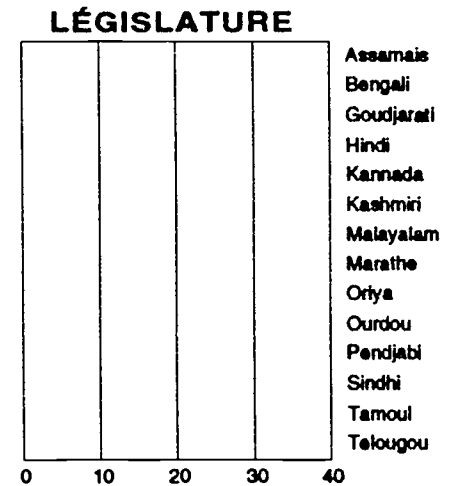 LÉGISLATURE
Assamais
Bengali
Goudjarati
Hindi
Kannada
Kashmiri
Malayalam
Marathe
Oriya
Ourdou
Pendjabi
Sindhi
Tamoul
Telougou
0 10 20 30 40